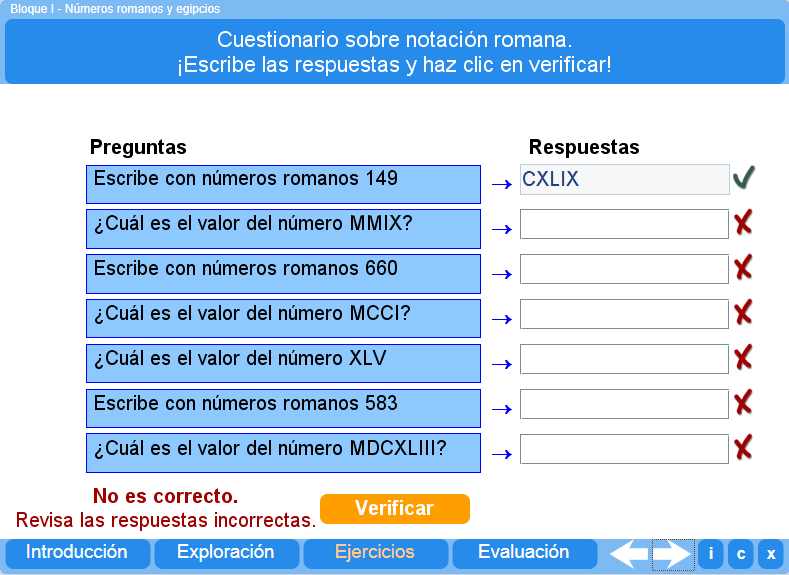 Bloque I - Números romanos y egipcios
Cuestionario sobre notación romana.
¡Escribe las respuestas y haz clic en verificar!
Preguntas Respuestas
Escribe con números romanos 149 → CXLIX
¿Cuál es el valor del número MMIX? →
Escribe con números romanos 660 →
¿Cuál es el valor del número MCCI? →
¿Cuál es el valor del número XLV →
Escribe con números romanos 583 →
¿Cuál es el valor del número MDCXLIII? →
No es correcto.
Revisa las respuestas incorrectas.
Verificar
Introducción Exploración Ejercicios Evaluación i c x